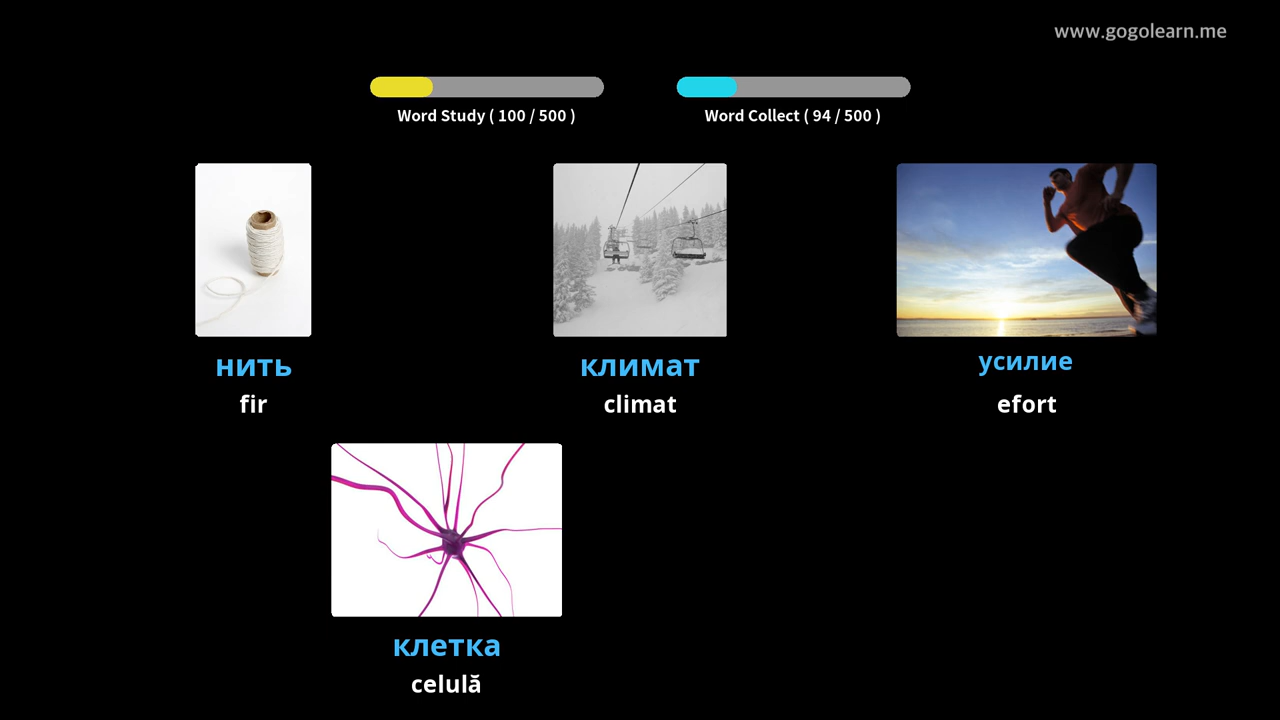 www.gogolearn.me
Word Study ( 100 / 500 )
Word Collect ( 94 / 500 )
нить
климат
усилие
fir
climat
efort
клетка
celulă